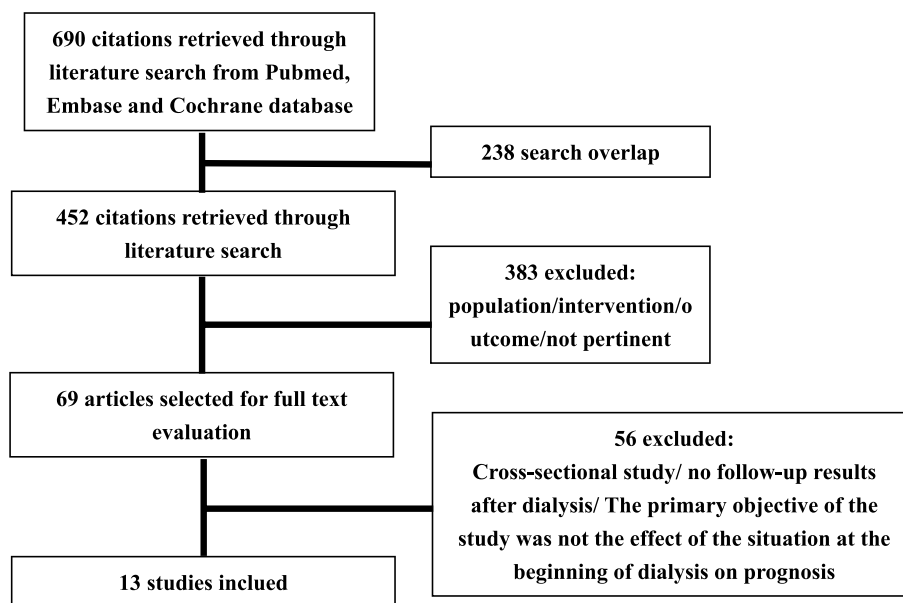 690 citations retrieved through
literature search from Pubmed,
Embase and Cochrane database
238 search overlap
452 citations retrieved through
literature search
383 excluded:
population/intervention/o
utcome/not pertinent
69 articles selected for full text
evaluation
56 excluded:
Cross-sectional study/ no follow-up results
after dialysis/ The primary objective of the
study was not the effect of the situation at the
beginning of dialysis on prognosis
13 studies inclued